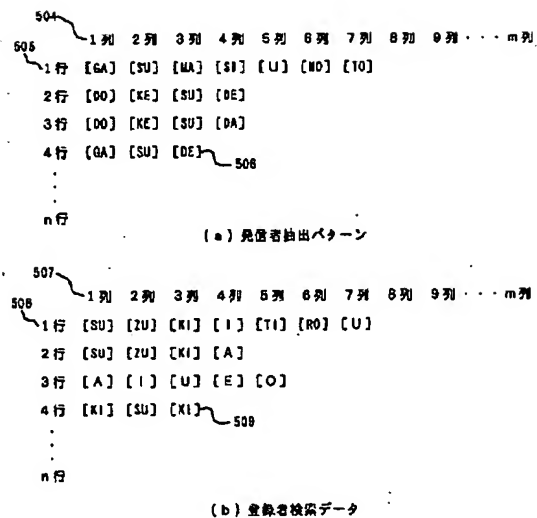 504
1列 2列 3列 4列 5列 6列 7列 8列 9列・・・m列
505
1行 [GA] [SU] [MA] [SI] [U] [NO] [TO]
2行 [DO] [KE] [SU] [DE]
3行 [DO] [KE] [SU] [DA]
4行 [GA] [SU] [DE] 506
n行
(a) 発信者抽出パターン
507
1列 2列 3列 4列 5列 6列 7列 8列 9列・・・m列
508
1行 [SU] [ZU] [KI] [I] [TI] [RO] [U]
2行 [SU] [ZU] [KI] [A]
3行 [A] [I] [U] [E] [O]
4行 [KI] [SU] [KI] 509
n行
(b) 登録者検索データ